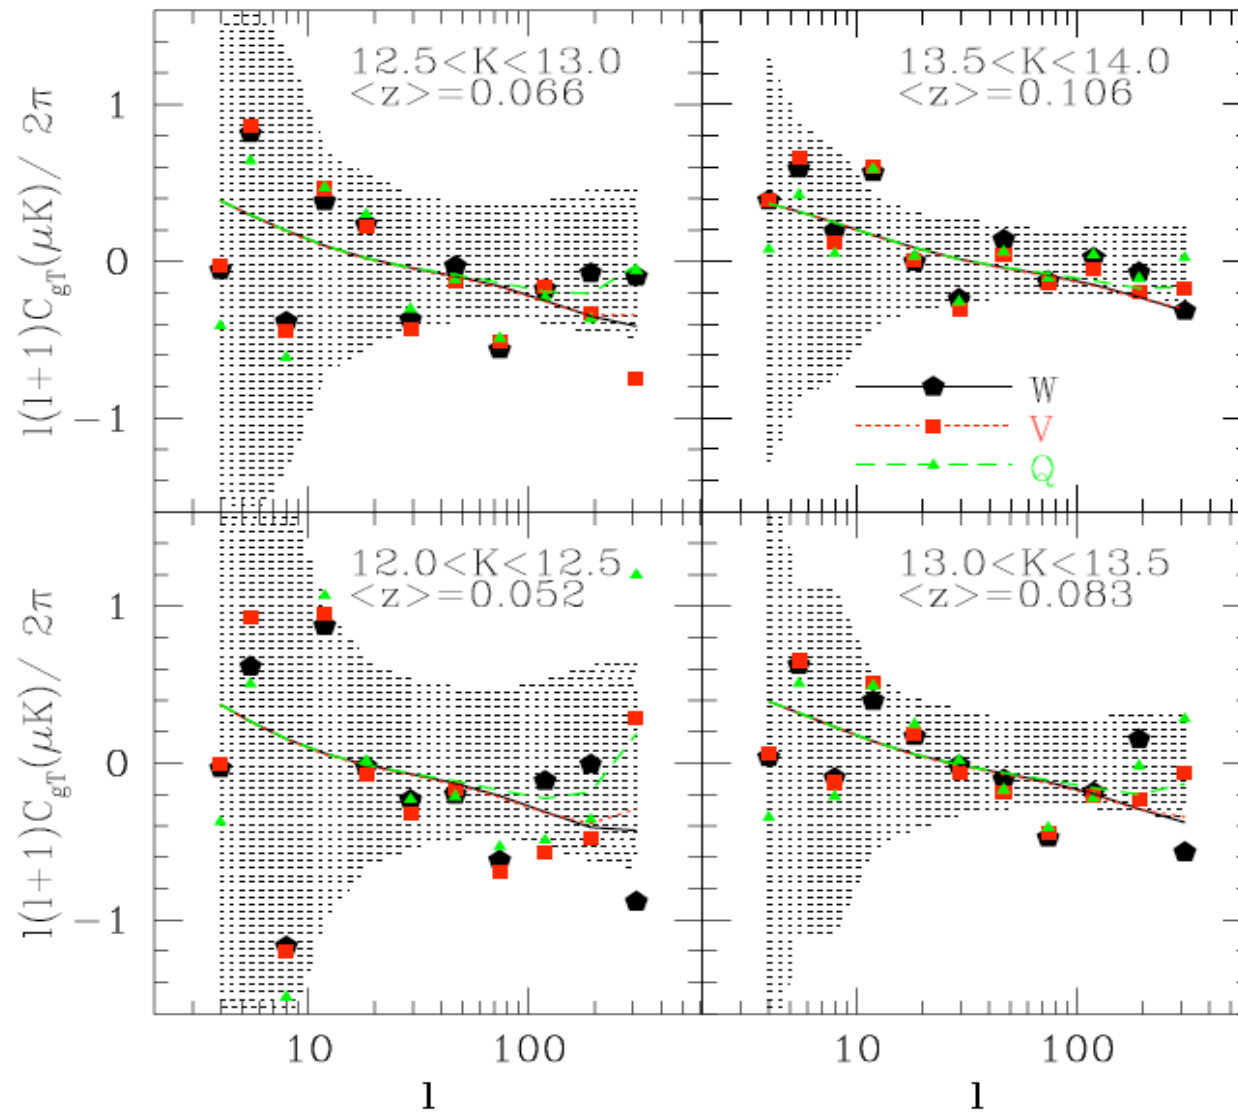 12.5<K<13.0
<z>=0.066
13.5<K<14.0
<z>=0.106
l(l+1)C_gT(μK)/ 2π
1
0
−1
W
V
Q
12.0<K<12.5
<z>=0.052
13.0<K<13.5
<z>=0.083
l(l+1)C_gT(μK)/ 2π
1
0
−1
10
100
10
100
l
l